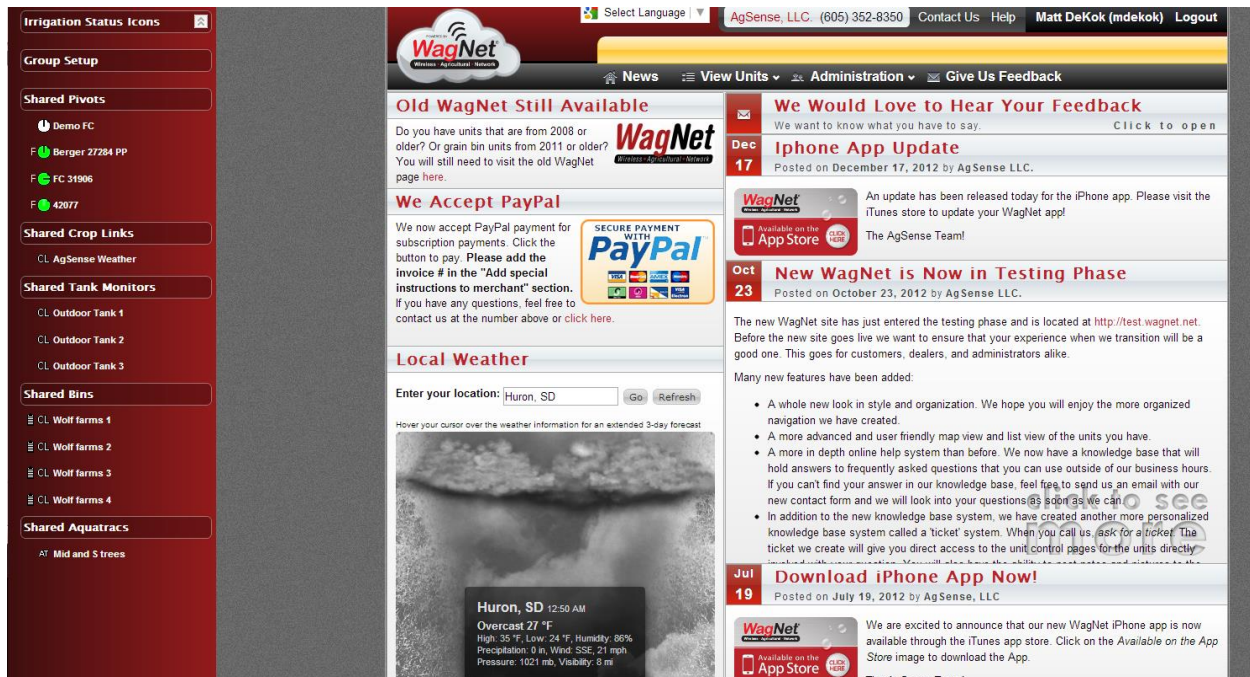 Irrigation Status Icons
Group Setup
Shared Pivots
Demo FC
F Berger 27284 PP
F FC 31906
F 42077
Shared Crop Links
CL AgSense Weather
Shared Tank Monitors
CL Outdoor Tank 1
CL Outdoor Tank 2
CL Outdoor Tank 3
Shared Bins
CL Wolf farms 1
CL Wolf farms 2
CL Wolf farms 3
CL Wolf farms 4
Shared Aquatracs
AT Mid and S trees
Select Language ▼
AgSense, LLC. (605) 352-8350 Contact Us Help Matt DeKok (mdekok) Logout
WagNet
Wireless - Agricultural - Network
News View Units Administration Give Us Feedback
Old WagNet Still Available
Do you have units that are from 2008 or
older? Or grain bin units from 2011 or older?
You will still need to visit the old WagNet
page here.
WagNet
Wireless - Agricultural - Network
We Accept PayPal
We now accept PayPal payment for
subscription payments. Click the
button to pay. Please add the
invoice # in the "Add special
instructions to merchant" section.
If you have any questions, feel free to
contact us at the number above or click here.
SECURE PAYMENT
WITH
PayPal
VISA
VISA
Electron
Local Weather
Enter your location: Huron, SD Go Refresh
Hover your cursor over the weather information for an extended 3-day forecast
Huron, SD 12:50 AM
Overcast 27 °F
High: 35 °F, Low: 24 °F, Humidity: 86%
Precipitation: 0 in, Wind: SSE, 21 mph
Pressure: 1021 mb, Visibility: 8 mi
We Would Love to Hear Your Feedback
We want to know what you have to say. Click to open
Dec
17
Iphone App Update
Posted on December 17, 2012 by AgSense LLC.
WagNet
Available on the
App Store
CLICK
HERE
An update has been released today for the iPhone app. Please visit the
iTunes store to update your WagNet app!
The AgSense Team!
Oct
23
New WagNet is Now in Testing Phase
Posted on October 23, 2012 by AgSense LLC.
The new WagNet site has just entered the testing phase and is located at http://test.wagnet.net.
Before the new site goes live we want to ensure that your experience when we transition will be a
good one. This goes for customers, dealers, and administrators alike.
Many new features have been added:
• A whole new look in style and organization. We hope you will enjoy the more organized
navigation we have created.
• A more advanced and user friendly map view and list view of the units you have.
• A more in depth online help system than before. We now have a knowledge base that will
hold answers to frequently asked questions that you can use outside of our business hours.
If you can't find your answer in our knowledge base, feel free to send us an email with our
new contact form and we will look into your questions as soon as we can.
• In addition to the new knowledge base system, we have created another more personalized
knowledge base system called a 'ticket' system. When you call us, ask for a ticket. The
ticket we create will give you direct access to the unit control pages for the units directly
click to see
more
Jul
19
Download iPhone App Now!
Posted on July 19, 2012 by AgSense, LLC
WagNet
Available on the
App Store
CLICK
HERE
We are excited to announce that our new WagNet iPhone app is now
available through the iTunes app store. Click on the Available on the App
Store image to download the App.